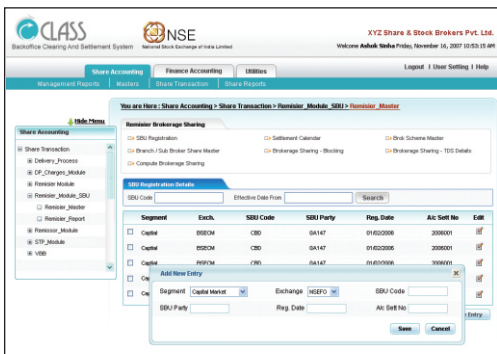 CLASS
Backoffice Clearing And Settlement System
NSE
National Stock Exchange of India Limited
XYZ Share & Stock Brokers Pvt. Ltd.
Welcome Ashok Sinha Friday, November 16, 2007 10:53:15 AM
Logout | User Setting | Help
Share Accounting
Finance Accounting
Utilities
Management Reports | Masters | Share Transaction | Share Reports
You are Here : Share Accounting > Share Transaction > Remisier_Module_SBU > Remisier_Master
Hide Menu
Share Accounting
Share Transaction
Delivery_Process
DP_Charges_Module
Remisier Module
Remisier_Module_SBU
Remisier_Master
Remisier_Report
Remissor_Module
STP_Module
VBB
Remisier Brokerage Sharing
SBU Registration
Settlement Calendar
Brok Scheme Master
Branch / Sub Broker Share Master
Brokerage Sharing - Blocking
Brokerage Sharing - TDS Details
Compute Brokerage Sharing
SBU Registration Details
SBU Code
Effective Date From
Search
Segment Exch. SBU Code SBU Party Reg. Date A/c Sett No Edit
Capital BSECM CBD 0A147 01/02/2006 2006001
Capital BSECM CBD 0A147 01/02/2006 2006001
Capital BSECM CBD 0A147 01/02/2006 2006001
Add New Entry
Segment Capital Market Exchange NSEFO SBU Code
SBU Party Reg. Date A/c Sett No
Save Cancel
Entry